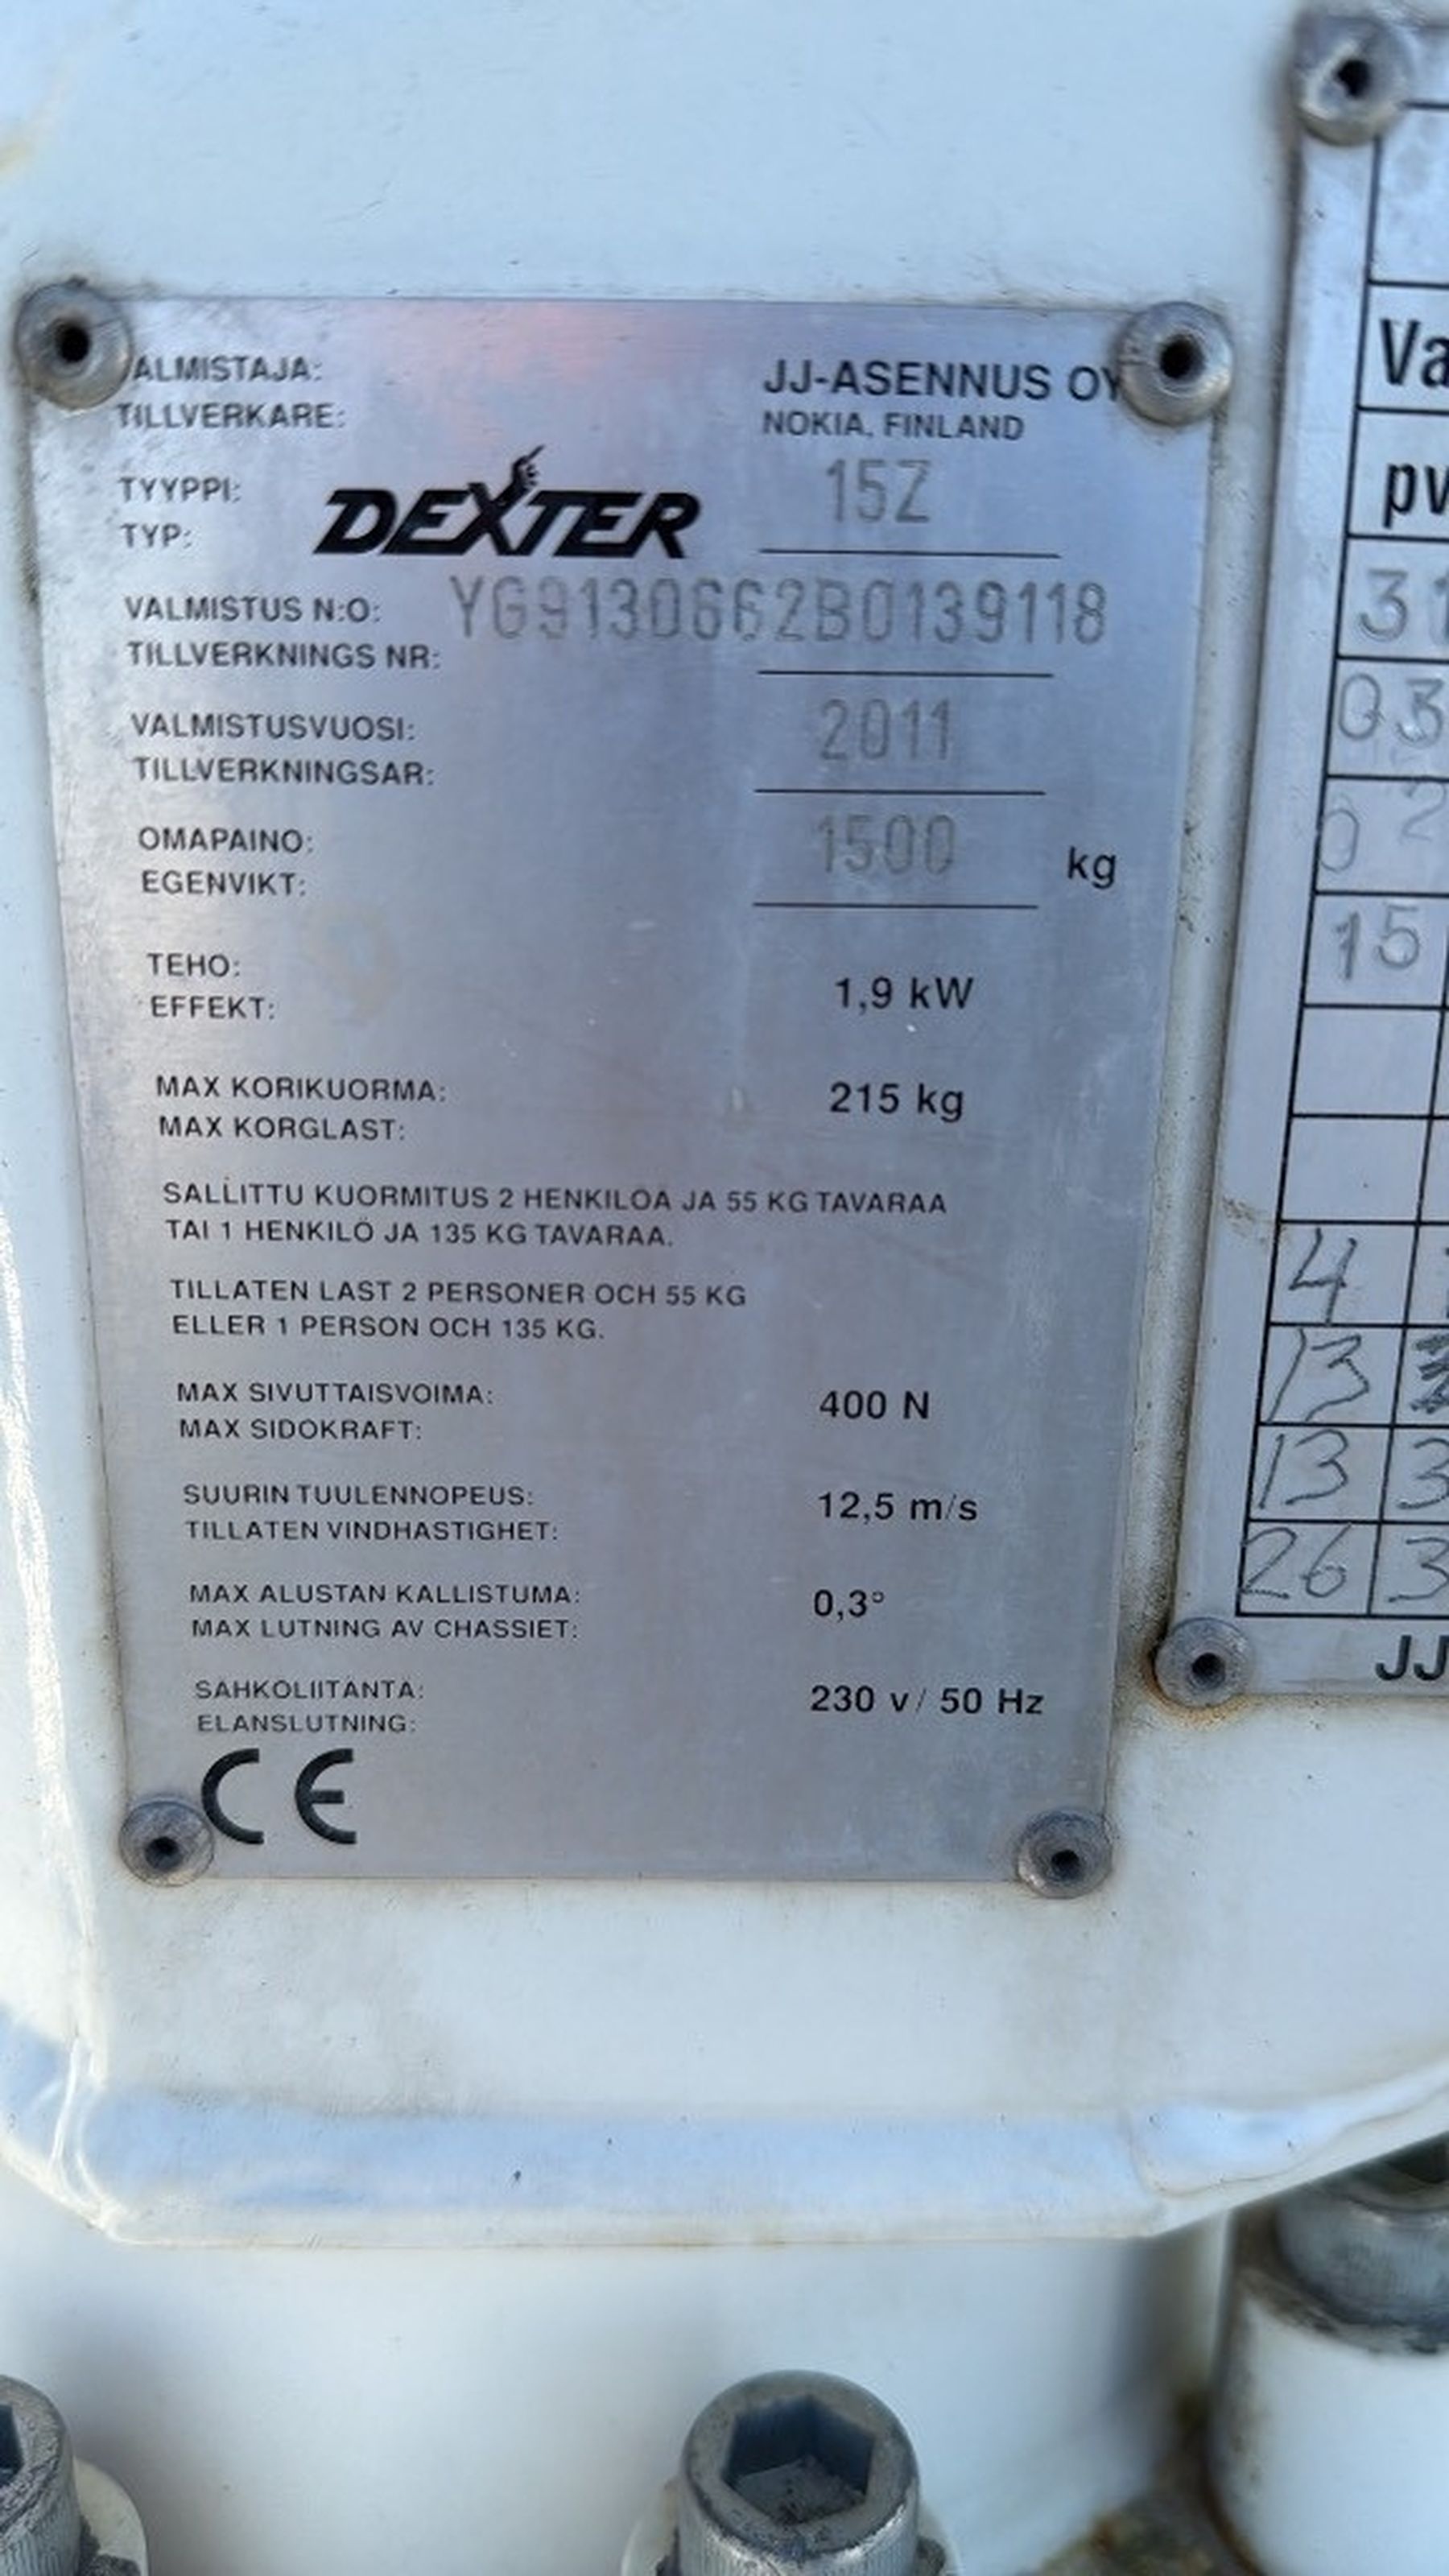 VALMISTAJA:
TILLVERKARE:
JJ-ASENNUS OY
NOKIA, FINLAND
TYYPPI:
TYP:
DEXTER
15Z
VALMISTUS N:O:
TILLVERKNINGS NR:
YG9130662B0139118
VALMISTUSVUOSI:
TILLVERKNINGSAR:
2011
OMAPAINO:
EGENVIKT:
1500 kg
TEHO:
EFFEKT:
1,9 kW
MAX KORIKUORMA:
MAX KORGLAST:
215 kg
SALLITTU KUORMITUS 2 HENKILOA JA 55 KG TAVARAA
TAI 1 HENKILÖ JA 135 KG TAVARAA.
TILLATEN LAST 2 PERSONER OCH 55 KG
ELLER 1 PERSON OCH 135 KG.
MAX SIVUTTAISVOIMA:
MAX SIDOKRAFT:
400 N
SUURIN TUULENNOPEUS:
TILLATEN VINDHASTIGHET:
12,5 m/s
MAX ALUSTAN KALLISTUMA:
MAX LUTNING AV CHASSIET:
0,3°
SAHKOLIITANTA:
ELANSLUTNING:
230 v/ 50 Hz
CE
Va
pv
31
03
0 2
15
4
13
13 3
26 3
JJ